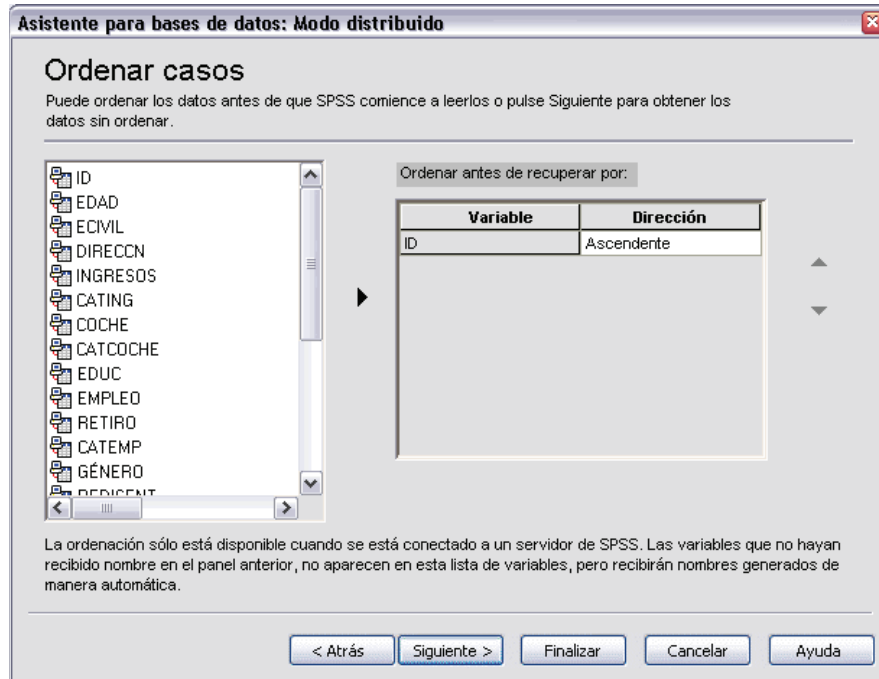 Asistente para bases de datos: Modo distribuido
Ordenar casos
Puede ordenar los datos antes de que SPSS comience a leerlos o pulse Siguiente para obtener los
datos sin ordenar.
ID
EDAD
ECIVIL
DIRECCN
INGRESOS
CATING
COCHE
CATCOCHE
EDUC
EMPLEO
RETIRO
CATEMP
GÉNERO
Ordenar antes de recuperar por:
Variable Dirección
ID Ascendente
La ordenación sólo está disponible cuando se está conectado a un servidor de SPSS. Las variables que no hayan
recibido nombre en el panel anterior, no aparecen en esta lista de variables, pero recibirán nombres generados de
manera automática.
< Atrás Siguiente > Finalizar Cancelar Ayuda